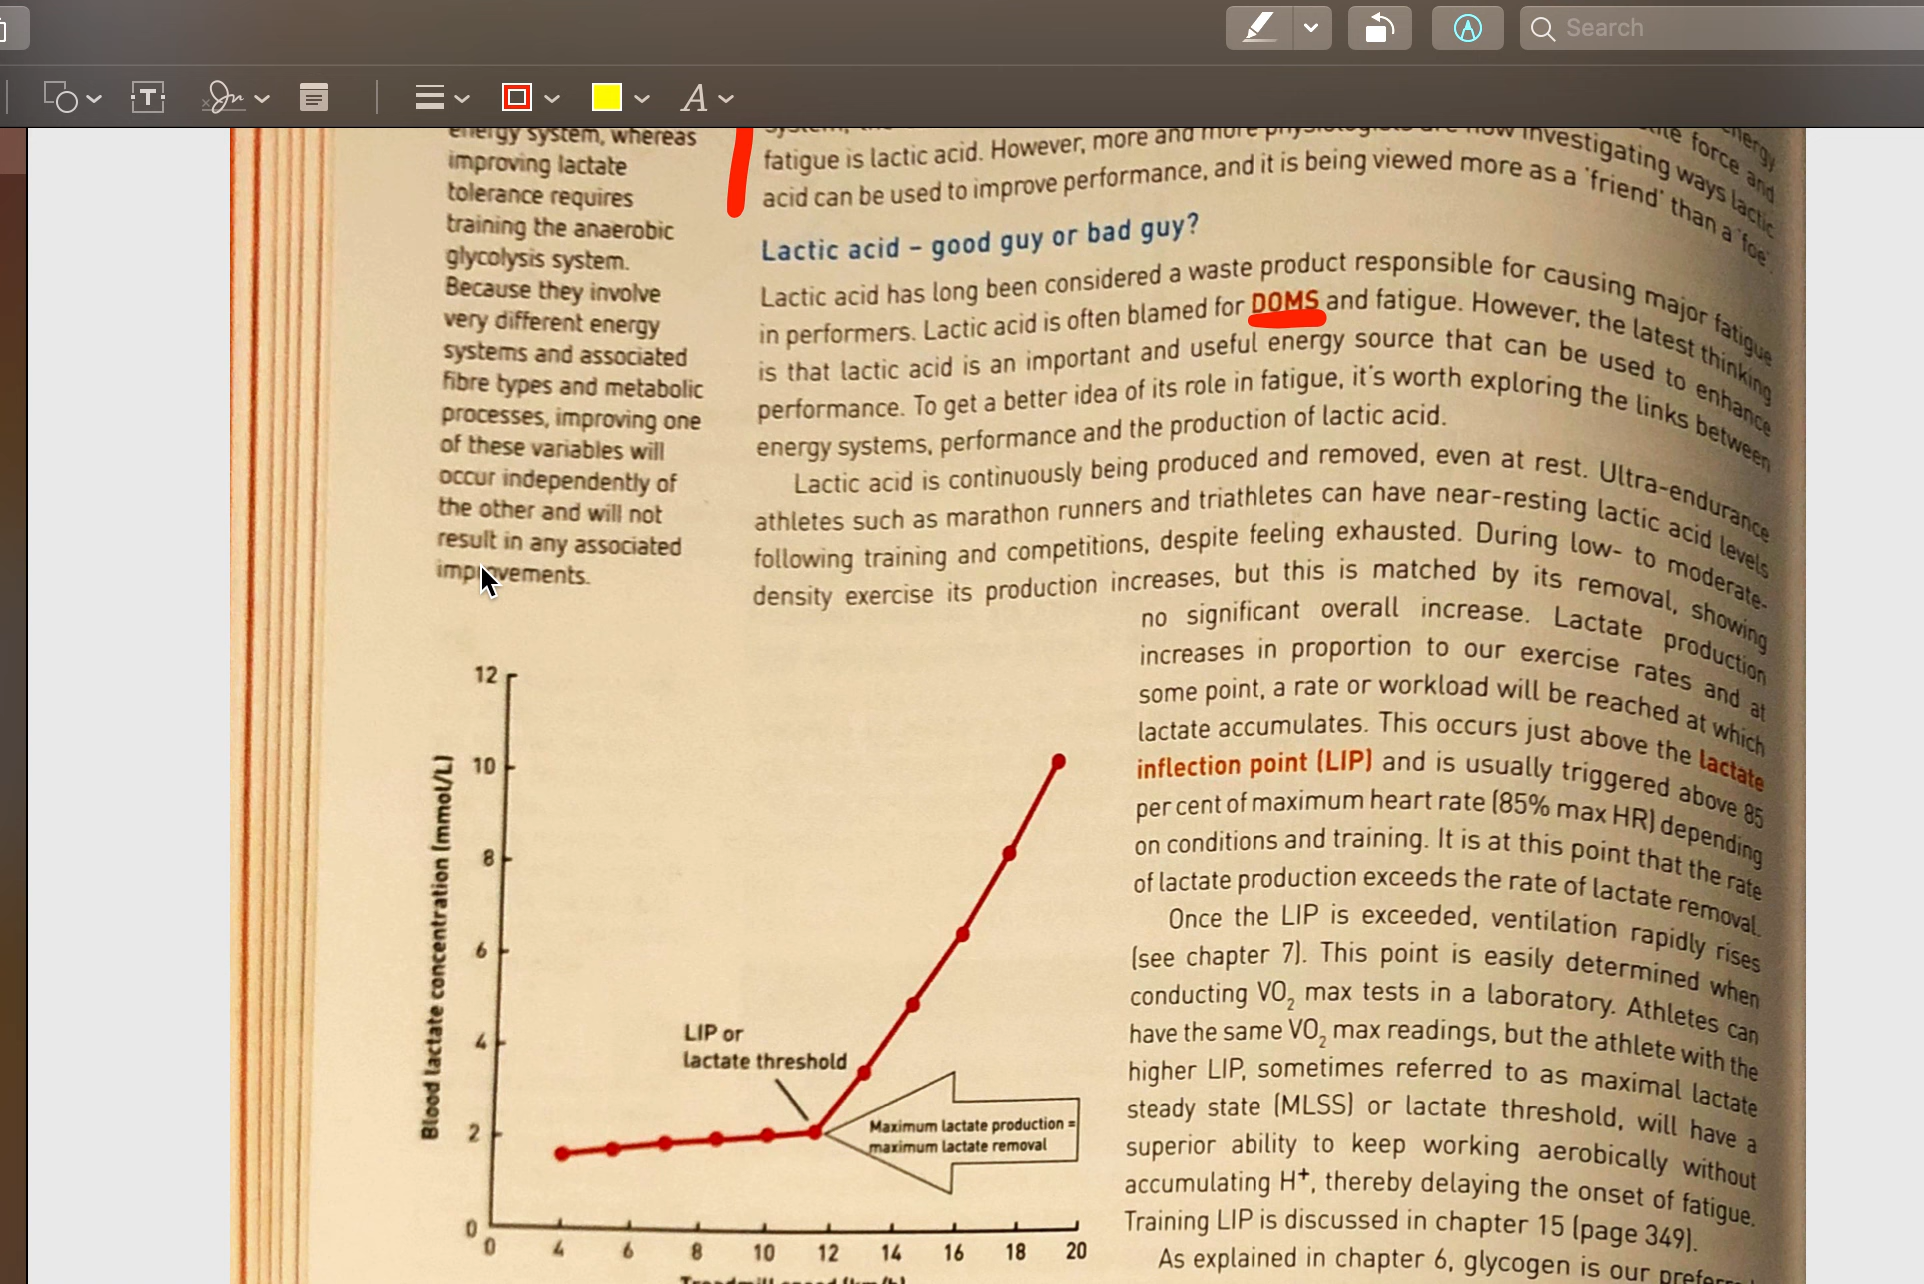 Search
T
A
energy system, whereas
improving lactate
tolerance requires
training the anaerobic
glycolysis system.
Because they involve
very different energy
systems and associated
fibre types and metabolic
processes, improving one
of these variables will
occur independently of
the other and will not
result in any associated
improvements.
energy
force and
fatigue is lactic acid. However, more and more physiologists are now investigating ways lactic
acid can be used to improve performance, and it is being viewed more as a 'friend' than a 'foe'.
Lactic acid – good guy or bad guy?
Lactic acid has long been considered a waste product responsible for causing major fatigue
in performers. Lactic acid is often blamed for DOMS and fatigue. However, the latest thinking
is that lactic acid is an important and useful energy source that can be used to enhance
performance. To get a better idea of its role in fatigue, it's worth exploring the links between
energy systems, performance and the production of lactic acid.
Lactic acid is continuously being produced and removed, even at rest. Ultra-endurance
athletes such as marathon runners and triathletes can have near-resting lactic acid levels
following training and competitions, despite feeling exhausted. During low- to moderate-
density exercise its production increases, but this is matched by its removal, showing
no significant overall increase. Lactate production
increases in proportion to our exercise rates and at
some point, a rate or workload will be reached at which
lactate accumulates. This occurs just above the lactate
inflection point (LIP) and is usually triggered above 85
per cent of maximum heart rate (85% max HR) depending
on conditions and training. It is at this point that the rate
of lactate production exceeds the rate of lactate removal.
Once the LIP is exceeded, ventilation rapidly rises
(see chapter 7). This point is easily determined when
conducting VO₂ max tests in a laboratory. Athletes can
have the same VO₂ max readings, but the athlete with the
higher LIP, sometimes referred to as maximal lactate
steady state (MLSS) or lactate threshold, will have a
superior ability to keep working aerobically without
accumulating H⁺, thereby delaying the onset of fatigue.
Training LIP is discussed in chapter 15 (page 349).
As explained in chapter 6, glycogen is our
Blood lactate concentration (mmol/L)
12
10
8
6
4
2
0
LIP or
lactate threshold
Maximum lactate production =
maximum lactate removal
0 4 6 8 10 12 14 16 18 20
Treadmill speed (km/h)